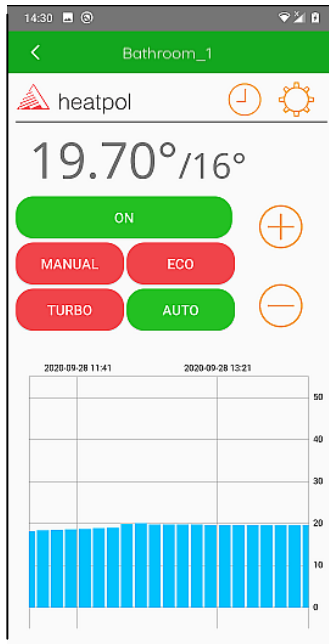 14:30
Bathroom_1
heatpol
19.70°/16°
ON
MANUAL ECO
TURBO AUTO
2020-09-28 11:41 2020-09-28 13:21
50
40
30
20
10
0